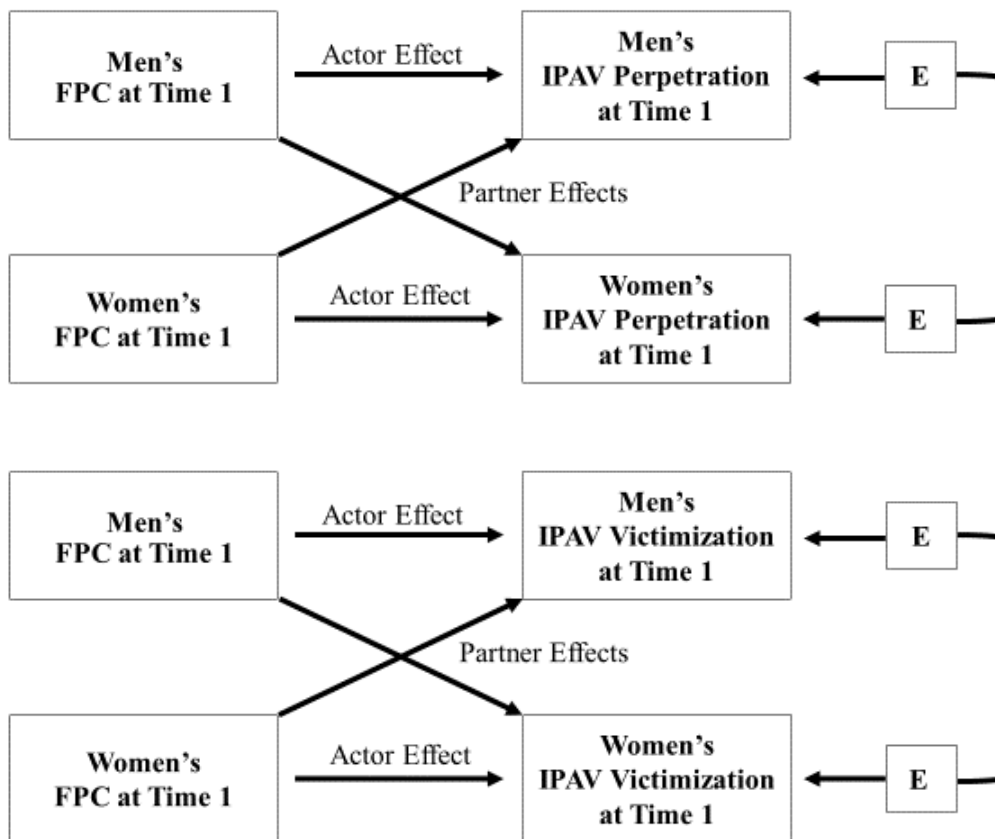 Men's
FPC at Time 1
Actor Effect
Men's
IPAV Perpetration
at Time 1
E
Partner Effects
Women's
FPC at Time 1
Actor Effect
Women's
IPAV Perpetration
at Time 1
E
Men's
FPC at Time 1
Actor Effect
Men's
IPAV Victimization
at Time 1
E
Partner Effects
Women's
FPC at Time 1
Actor Effect
Women's
IPAV Victimization
at Time 1
E